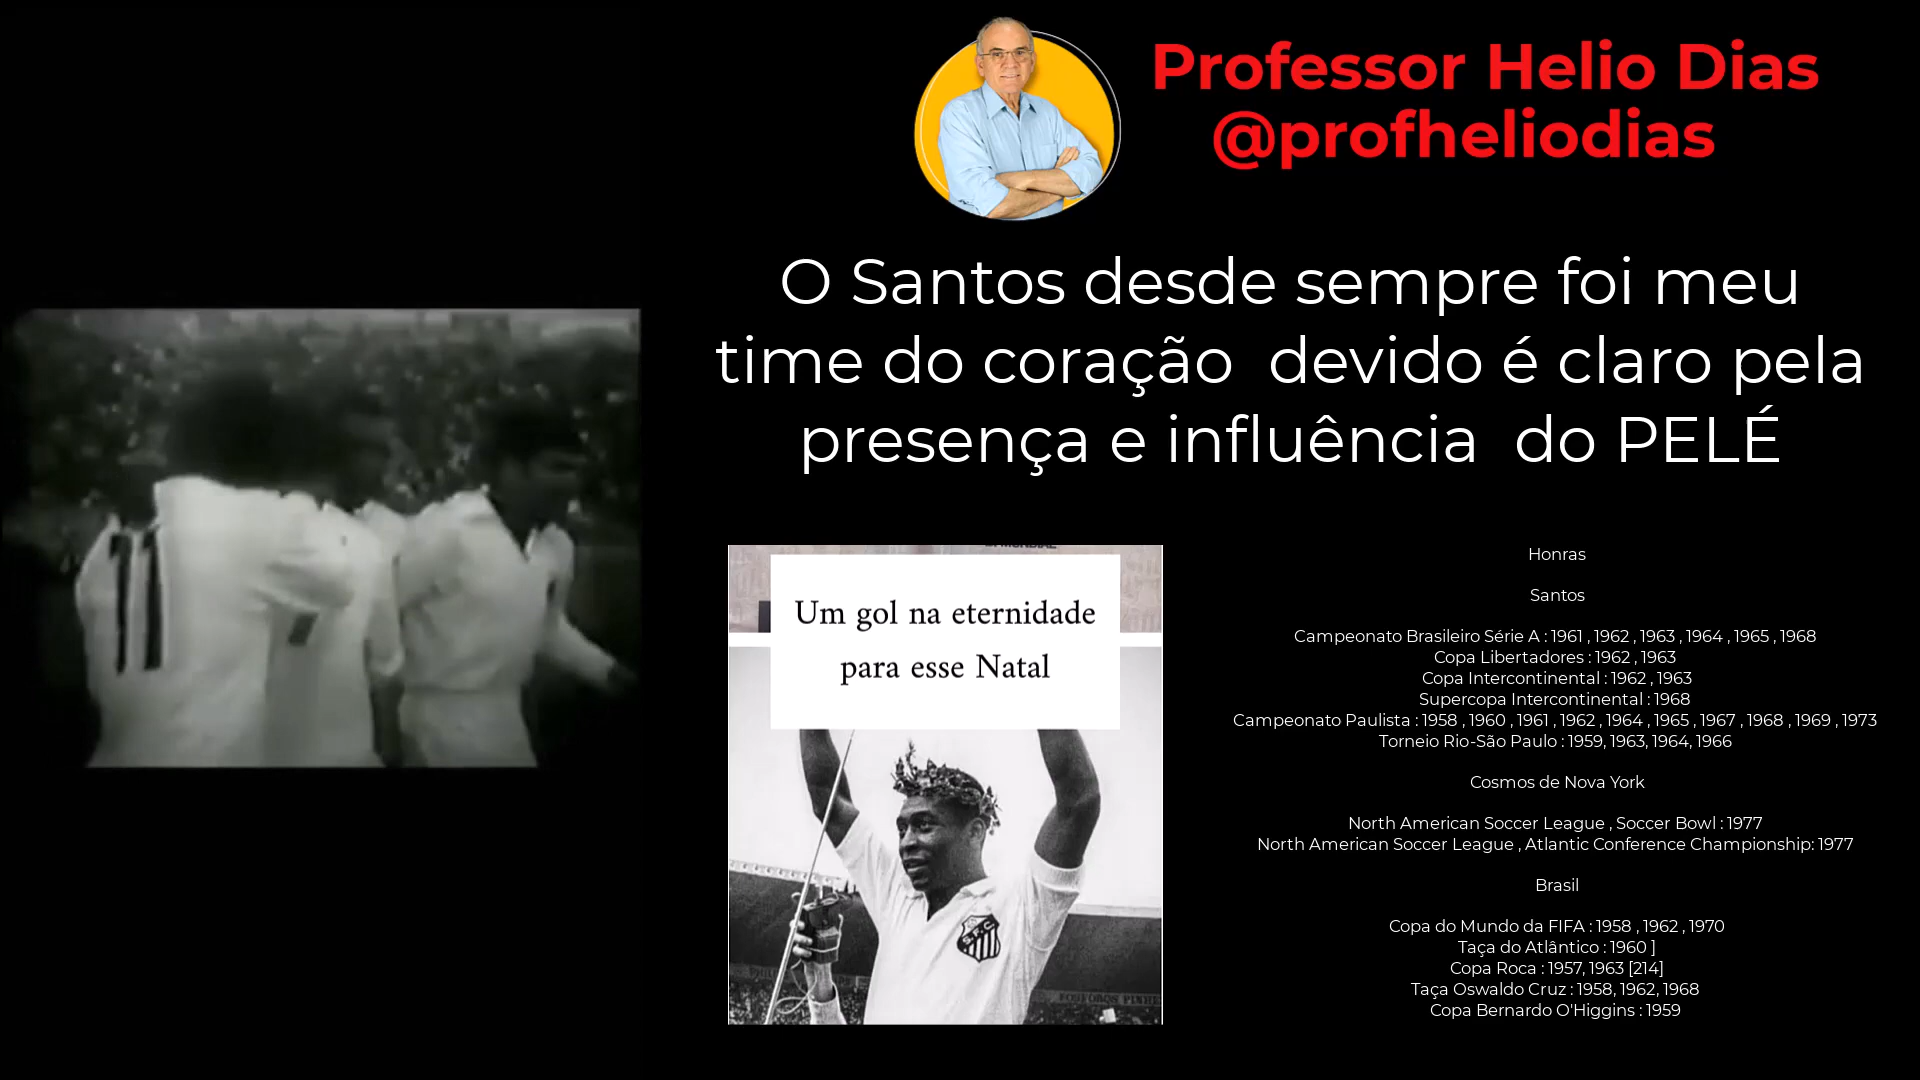 Professor Helio Dias
@profheliodias
O Santos desde sempre foi meu
time do coração devido é claro pela
presença e influência do PELÉ
11
Um gol na eternidade
para esse Natal
Honras
Santos
Campeonato Brasileiro Série A : 1961 , 1962 , 1963 , 1964 , 1965 , 1968
Copa Libertadores : 1962 , 1963
Copa Intercontinental : 1962 , 1963
Supercopa Intercontinental : 1968
Campeonato Paulista : 1958 , 1960 , 1961 , 1962 , 1964 , 1965 , 1967 , 1968 , 1969 , 1973
Torneio Rio-São Paulo : 1959, 1963, 1964, 1966
Cosmos de Nova York
North American Soccer League , Soccer Bowl : 1977
North American Soccer League , Atlantic Conference Championship: 1977
Brasil
Copa do Mundo da FIFA : 1958 , 1962 , 1970
Taça do Atlântico : 1960 ]
Copa Roca : 1957, 1963 [214]
Taça Oswaldo Cruz : 1958, 1962, 1968
Copa Bernardo O'Higgins : 1959